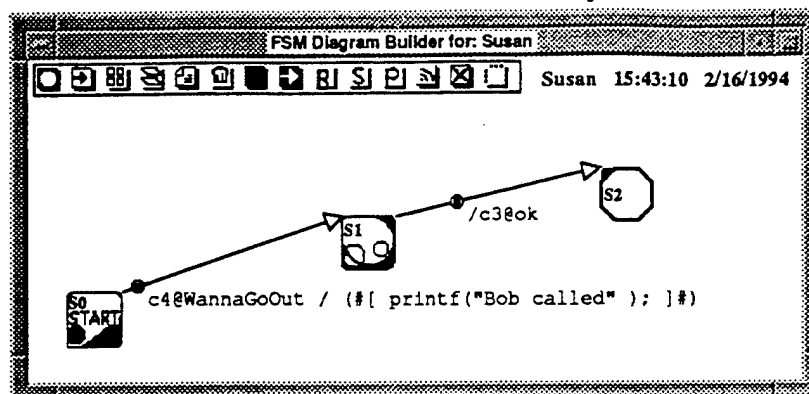 FSM Diagram Builder for: Susan
Susan 15:43:10 2/16/1994
S2
/c3@ok
S1
c4@WannaGoOut / (#[ printf("Bob called" ); ]#)
S0
START